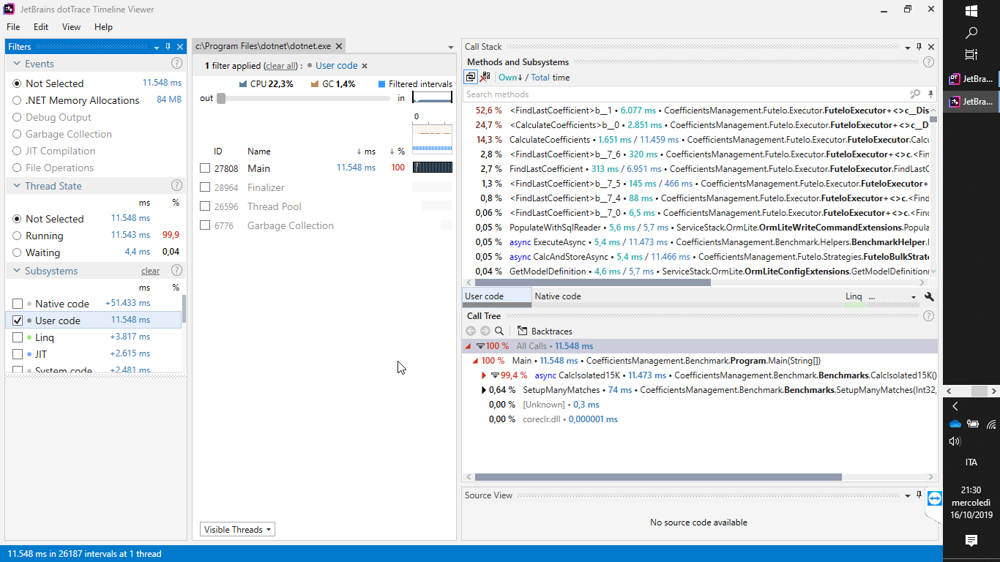 JetBrains dotTrace Timeline Viewer
File Edit View Help
Filters
Events
Not Selected 11.548 ms
.NET Memory Allocations 84 MB
Debug Output
Garbage Collection
JIT Compilation
File Operations
Thread State
ms %
Not Selected 11.548 ms
Running 11.543 ms 99,9
Waiting 4,4 ms 0,04
Subsystems clear
ms %
Native code +51.433 ms
User code 11.548 ms
Linq +3.817 ms
JIT +2.615 ms
System code +2.481 ms
c:\Program Files\dotnet\dotnet.exe
1 filter applied (clear all) : • User code
CPU 22,3% GC 1,4% Filtered intervals
out in
0
ID Name ↓ ms ↓ %
27808 Main 11.548 ms 100
28964 Finalizer
26596 Thread Pool
6776 Garbage Collection
Visible Threads
Call Stack
Methods and Subsystems
Own↓ / Total time
Search methods
52,6 % <FindLastCoefficient>b__1 • 6.077 ms • CoefficientsManagement.Futelo.Executor.FuteloExecutor+<>c__Dis
24,7 % <CalculateCoefficients>b__0 • 2.851 ms • CoefficientsManagement.Futelo.Executor.FuteloExecutor+<>c__D
14,3 % CalculateCoefficients • 1.651 ms / 11.459 ms • CoefficientsManagement.Futelo.Executor.FuteloExecutor.Calcu
2,8 % <FindLastCoefficient>b__7_6 • 320 ms • CoefficientsManagement.Futelo.Executor.FuteloExecutor+<>c.<Fin
2,7 % FindLastCoefficient • 313 ms / 6.951 ms • CoefficientsManagement.Futelo.Executor.FuteloExecutor.FindLastC
1,3 % <FindLastCoefficient>b__7_5 • 145 ms / 466 ms • CoefficientsManagement.Futelo.Executor.FuteloExecutor+
0,8 % <FindLastCoefficient>b__7_4 • 88 ms • CoefficientsManagement.Futelo.Executor.FuteloExecutor+<>c.<Find
0,06 % <FindLastCoefficient>b__7_0 • 6,5 ms • CoefficientsManagement.Futelo.Executor.FuteloExecutor+<>c.<Fin
0,05 % PopulateWithSqlReader • 5,6 ms / 5,7 ms • ServiceStack.OrmLite.OrmLiteWriteCommandExtensions.Popula
0,05 % async ExecuteAsync • 5,4 ms / 11.473 ms • CoefficientsManagement.Benchmark.Helpers.BenchmarkHelper.
0,05 % async CalcAndStoreAsync • 5,4 ms / 11.466 ms • CoefficientsManagement.Futelo.Strategies.FuteloBulkStrate
0,04 % GetModelDefinition • 4,6 ms / 5,7 ms • ServiceStack.OrmLite.OrmLiteConfigExtensions.GetModelDefinition(
User code Native code Linq ...
Call Tree
Backtraces
100 % All Calls • 11.548 ms
100 % Main • 11.548 ms • CoefficientsManagement.Benchmark.Program.Main(String[])
99,4 % async CalcIsolated15K • 11.473 ms • CoefficientsManagement.Benchmark.Benchmarks.CalcIsolated15K()
0,64 % SetupManyMatches • 74 ms • CoefficientsManagement.Benchmark.Benchmarks.SetupManyMatches(Int32,
0,00 % [Unknown] • 0,3 ms
0,00 % coreclr.dll • 0,000001 ms
Source View
No source code available
11.548 ms in 26187 intervals at 1 thread
JetBra...
JetBra...
ITA
21:30
mercoledì
16/10/2019